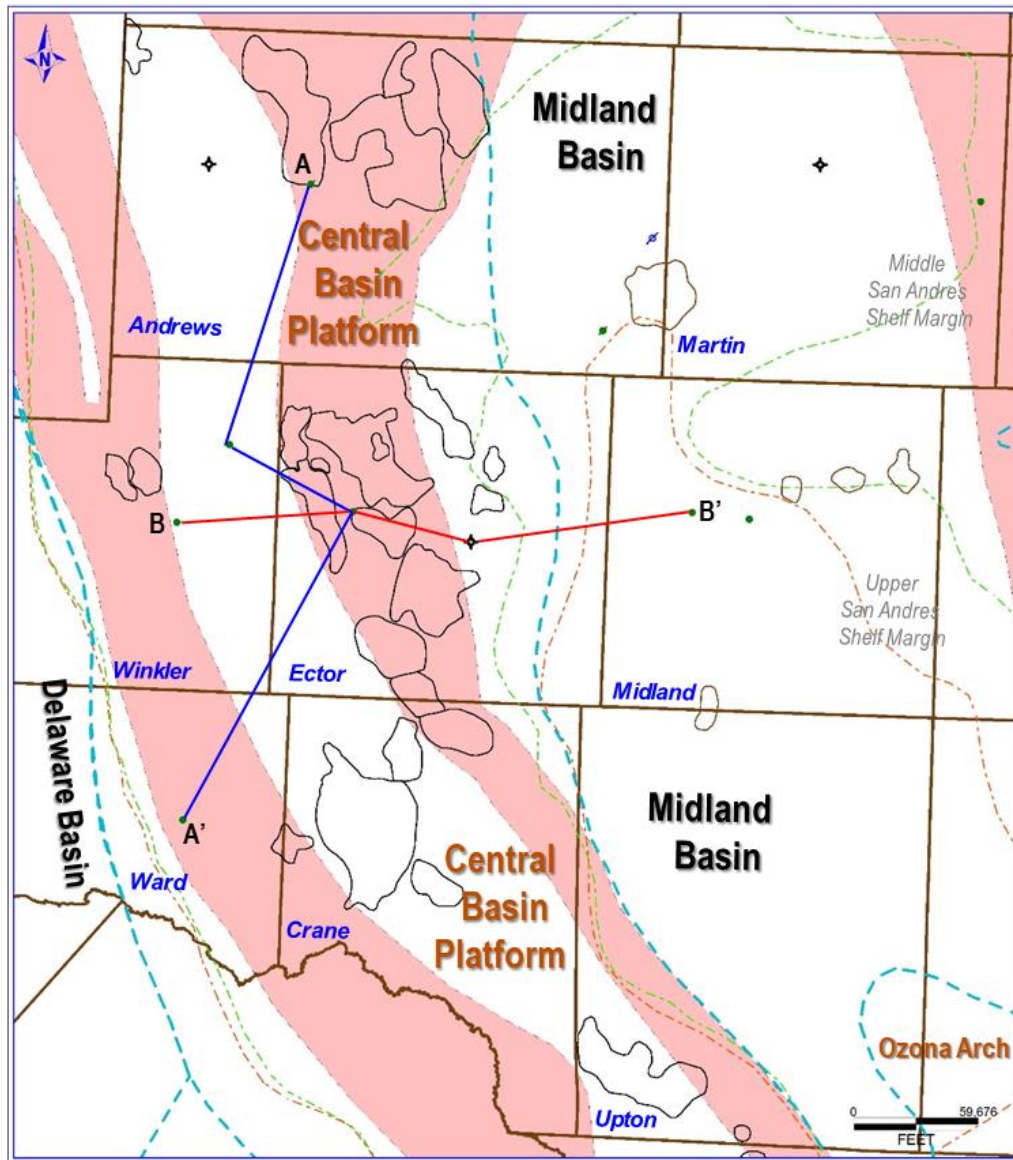 N
Midland
Basin
A
Central
Basin
Platform
Middle
San Andres
Shelf Margin
Andrews
Martin
B
B'
Upper
San Andres
Shelf Margin
Winkler
Ector
Midland
Delaware Basin
Midland
Basin
A'
Ward
Central
Basin
Platform
Crane
Ozona Arch
Upton
0
59,676
FEET